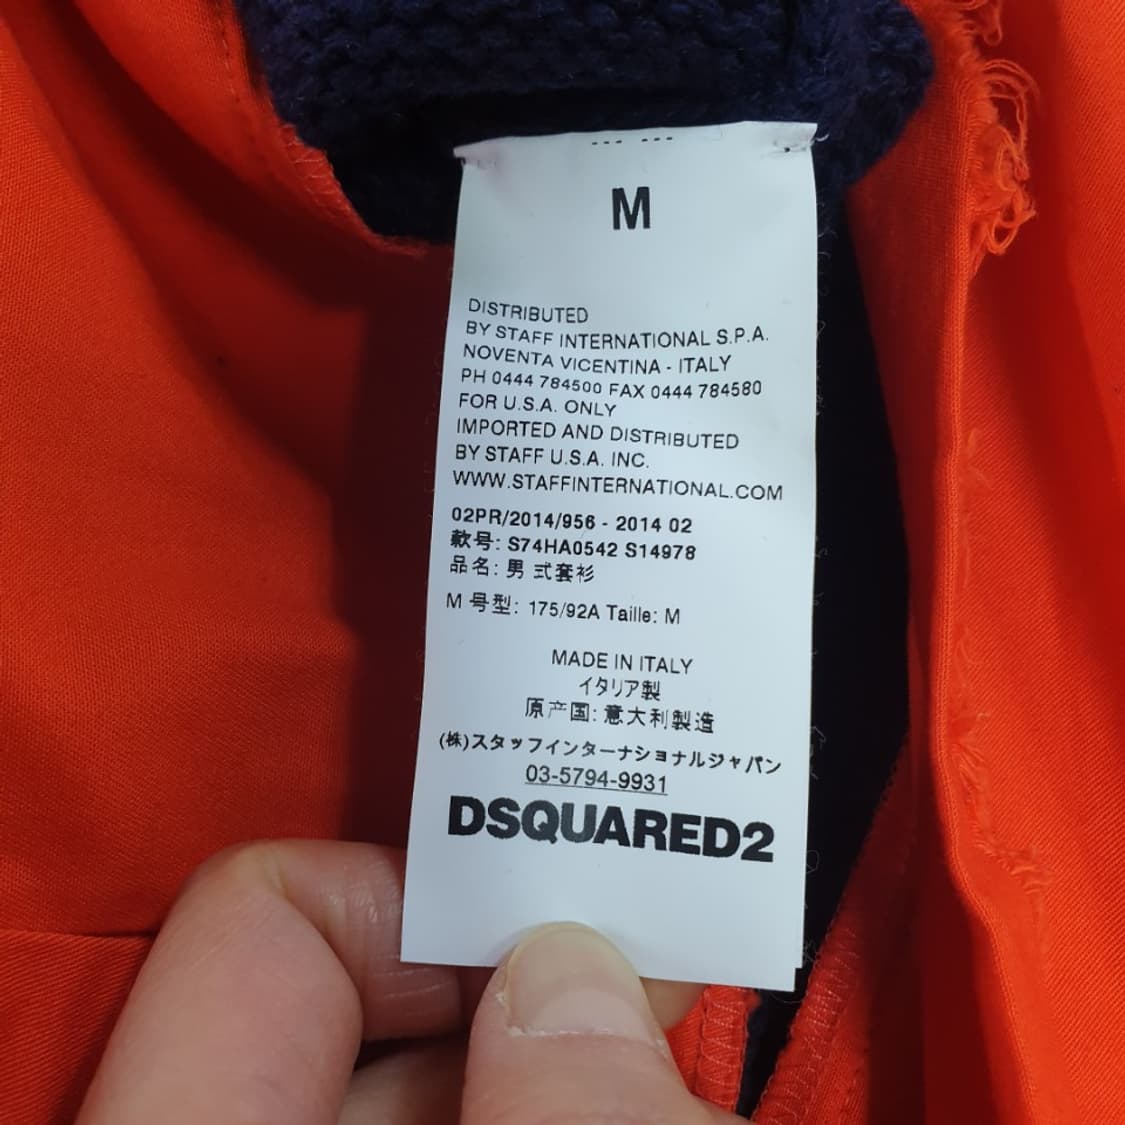 M
DISTRIBUTED
BY STAFF INTERNATIONAL S.P.A.
NOVENTA VICENTINA - ITALY
PH 0444 784500 FAX 0444 784580
FOR U.S.A. ONLY
IMPORTED AND DISTRIBUTED
BY STAFF U.S.A. INC.
WWW.STAFFINTERNATIONAL.COM
02PR/2014/956 - 2014 02
款号: S74HA0542 S14978
品名: 男 式套衫
M 号型: 175/92A Taille: M
MADE IN ITALY
イタリア製
原产国: 意大利製造
(株)スタッフインターナショナルジャパン
03-5794-9931
DSQUARED2